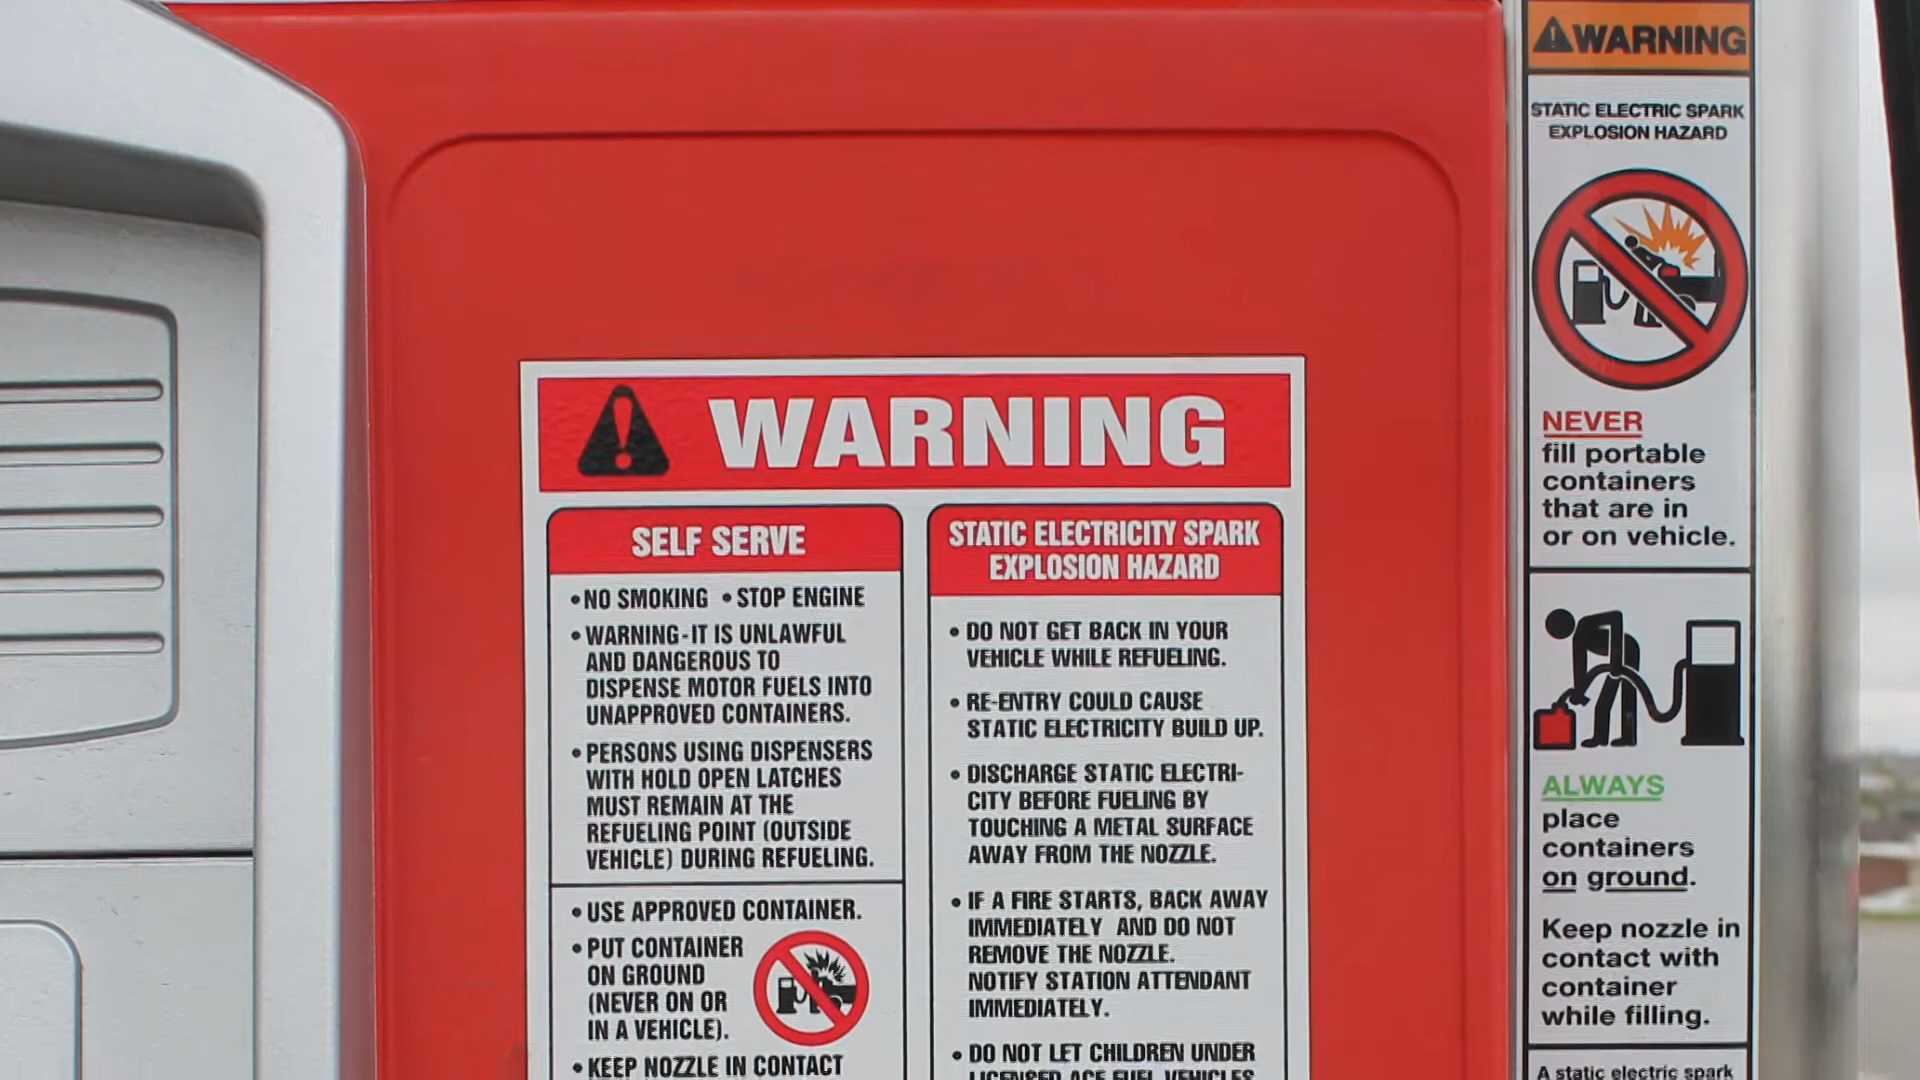 WARNING
SELF SERVE
•NO SMOKING •STOP ENGINE
•WARNING-IT IS UNLAWFUL
AND DANGEROUS TO
DISPENSE MOTOR FUELS INTO
UNAPPROVED CONTAINERS.
•PERSONS USING DISPENSERS
WITH HOLD OPEN LATCHES
MUST REMAIN AT THE
REFUELING POINT (OUTSIDE
VEHICLE) DURING REFUELING.
•USE APPROVED CONTAINER.
•PUT CONTAINER
ON GROUND
(NEVER ON OR
IN A VEHICLE).
•KEEP NOZZLE IN CONTACT
STATIC ELECTRICITY SPARK
EXPLOSION HAZARD
•DO NOT GET BACK IN YOUR
VEHICLE WHILE REFUELING.
•RE-ENTRY COULD CAUSE
STATIC ELECTRICITY BUILD UP.
•DISCHARGE STATIC ELECTRI-
CITY BEFORE FUELING BY
TOUCHING A METAL SURFACE
AWAY FROM THE NOZZLE.
•IF A FIRE STARTS, BACK AWAY
IMMEDIATELY AND DO NOT
REMOVE THE NOZZLE.
NOTIFY STATION ATTENDANT
IMMEDIATELY.
•DO NOT LET CHILDREN UNDER
LICENSED AGE FUEL VEHICLES
WARNING
STATIC ELECTRIC SPARK
EXPLOSION HAZARD
NEVER
fill portable
containers
that are in
or on vehicle.
ALWAYS
place
containers
on ground.
Keep nozzle in
contact with
container
while filling.
A static electric spark